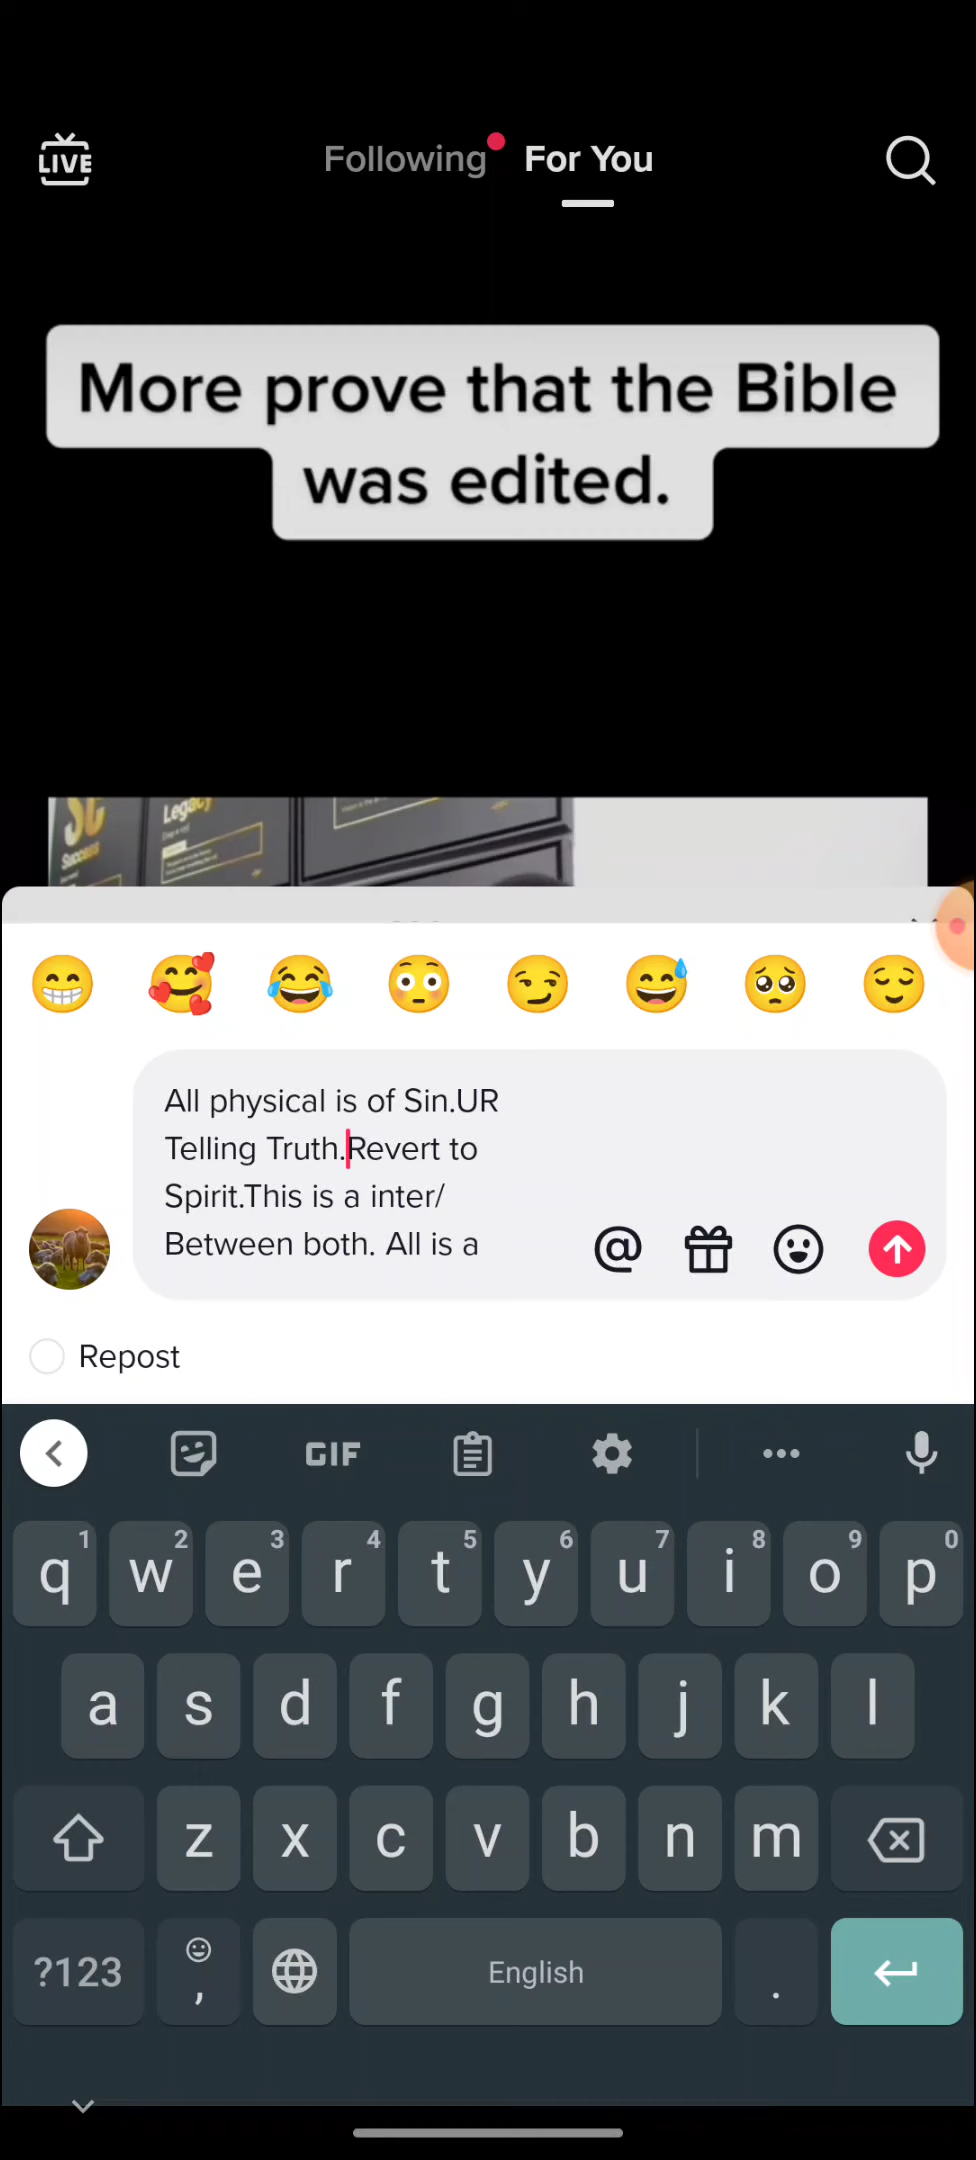 LIVE
Following
For You
More prove that the Bible
was edited.
Success
Legacy
All physical is of Sin.UR
Telling Truth.Revert to
Spirit.This is a inter/
Between both. All is a
@
Repost
GIF
q 1 w 2 e 3 r 4 t 5 y 6 u 7 i 8 o 9 p 0
a s d f g h j k l
z x c v b n m
?123 , English .